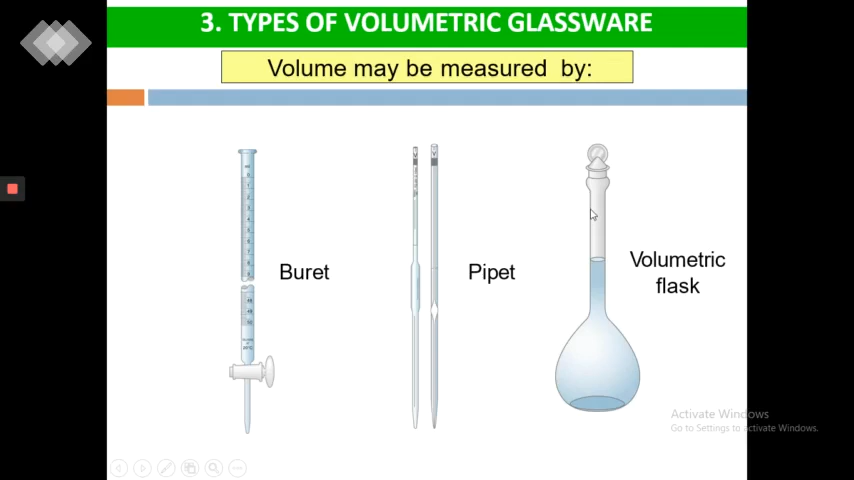 3. TYPES OF VOLUMETRIC GLASSWARE
Volume may be measured by:
Buret
Pipet
Volumetric
flask
Activate Windows
Go to Settings to activate Windows.